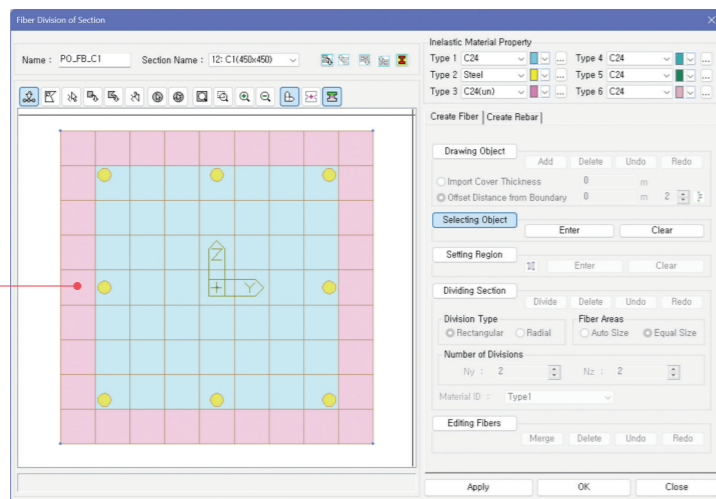 Fiber Division of Section
Name : PO_FB_C1 Section Name : 12: C1(450x450)
Z
Y
Inelastic Material Property
Type 1 C24 ... Type 4 C24 ...
Type 2 Steel ... Type 5 C24 ...
Type 3 C24(un) ... Type 6 C24 ...
Create Fiber Create Rebar
Drawing Object
Add Delete Undo Redo
Import Cover Thickness 0 m
Offset Distance from Boundary 0 m 2
Selecting Object
Enter Clear
Setting Region
Enter Clear
Dividing Section
Divide Delete Undo Redo
Division Type Fiber Areas
Rectangular Radial Auto Size Equal Size
Number of Divisions
Ny : 2 Nz : 2
Material ID : Type1
Editing Fibers
Merge Delete Undo Redo
Apply OK Close